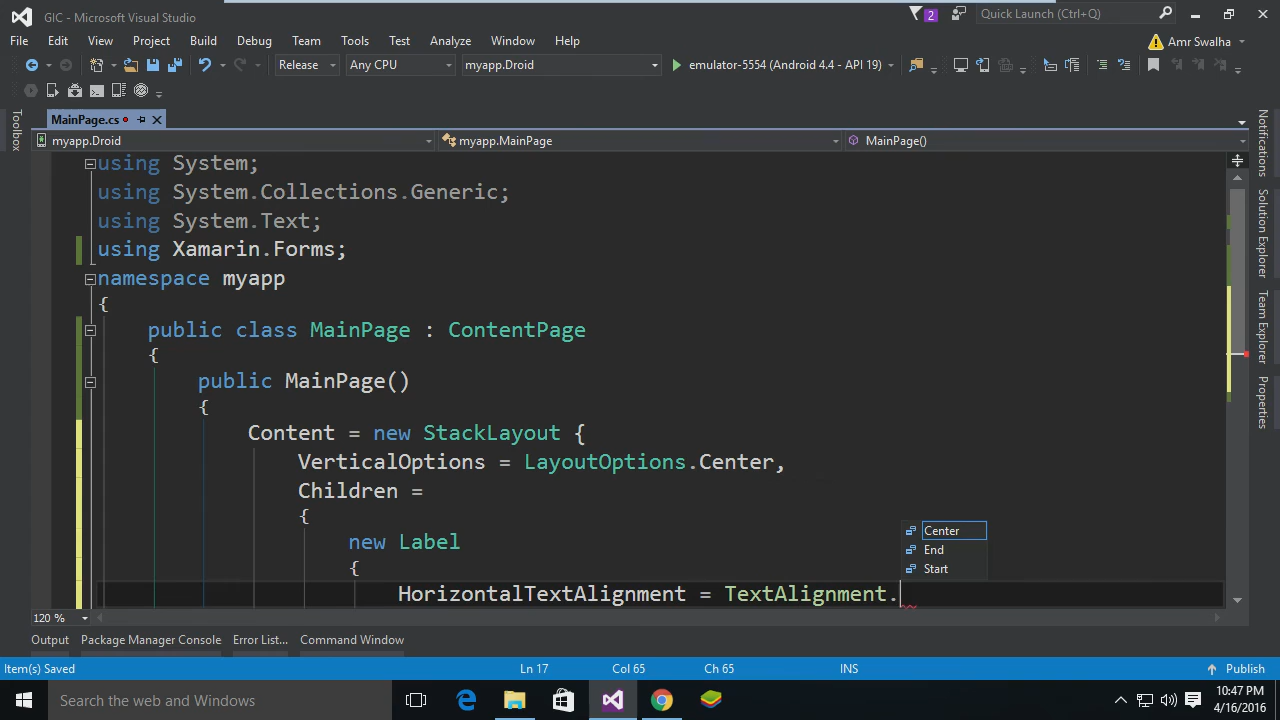 GIC - Microsoft Visual Studio
2
Quick Launch (Ctrl+Q)
File Edit View Project Build Debug Team Tools Test Analyze Window Help
Amr Swalha
Release Any CPU myapp.Droid emulator-5554 (Android 4.4 - API 19)
MainPage.cs
myapp.Droid myapp.MainPage MainPage()
Toolbox
using System;
using System.Collections.Generic;
using System.Text;
using Xamarin.Forms;
namespace myapp
{
public class MainPage : ContentPage
{
public MainPage()
{
Content = new StackLayout {
VerticalOptions = LayoutOptions.Center,
Children =
{
new Label
{
HorizontalTextAlignment = TextAlignment.
Center
End
Start
Notifications
Solution Explorer
Team Explorer
Properties
120 %
Output Package Manager Console Error List... Command Window
Item(s) Saved Ln 17 Col 65 Ch 65 INS Publish
Search the web and Windows
10:47 PM
4/16/2016